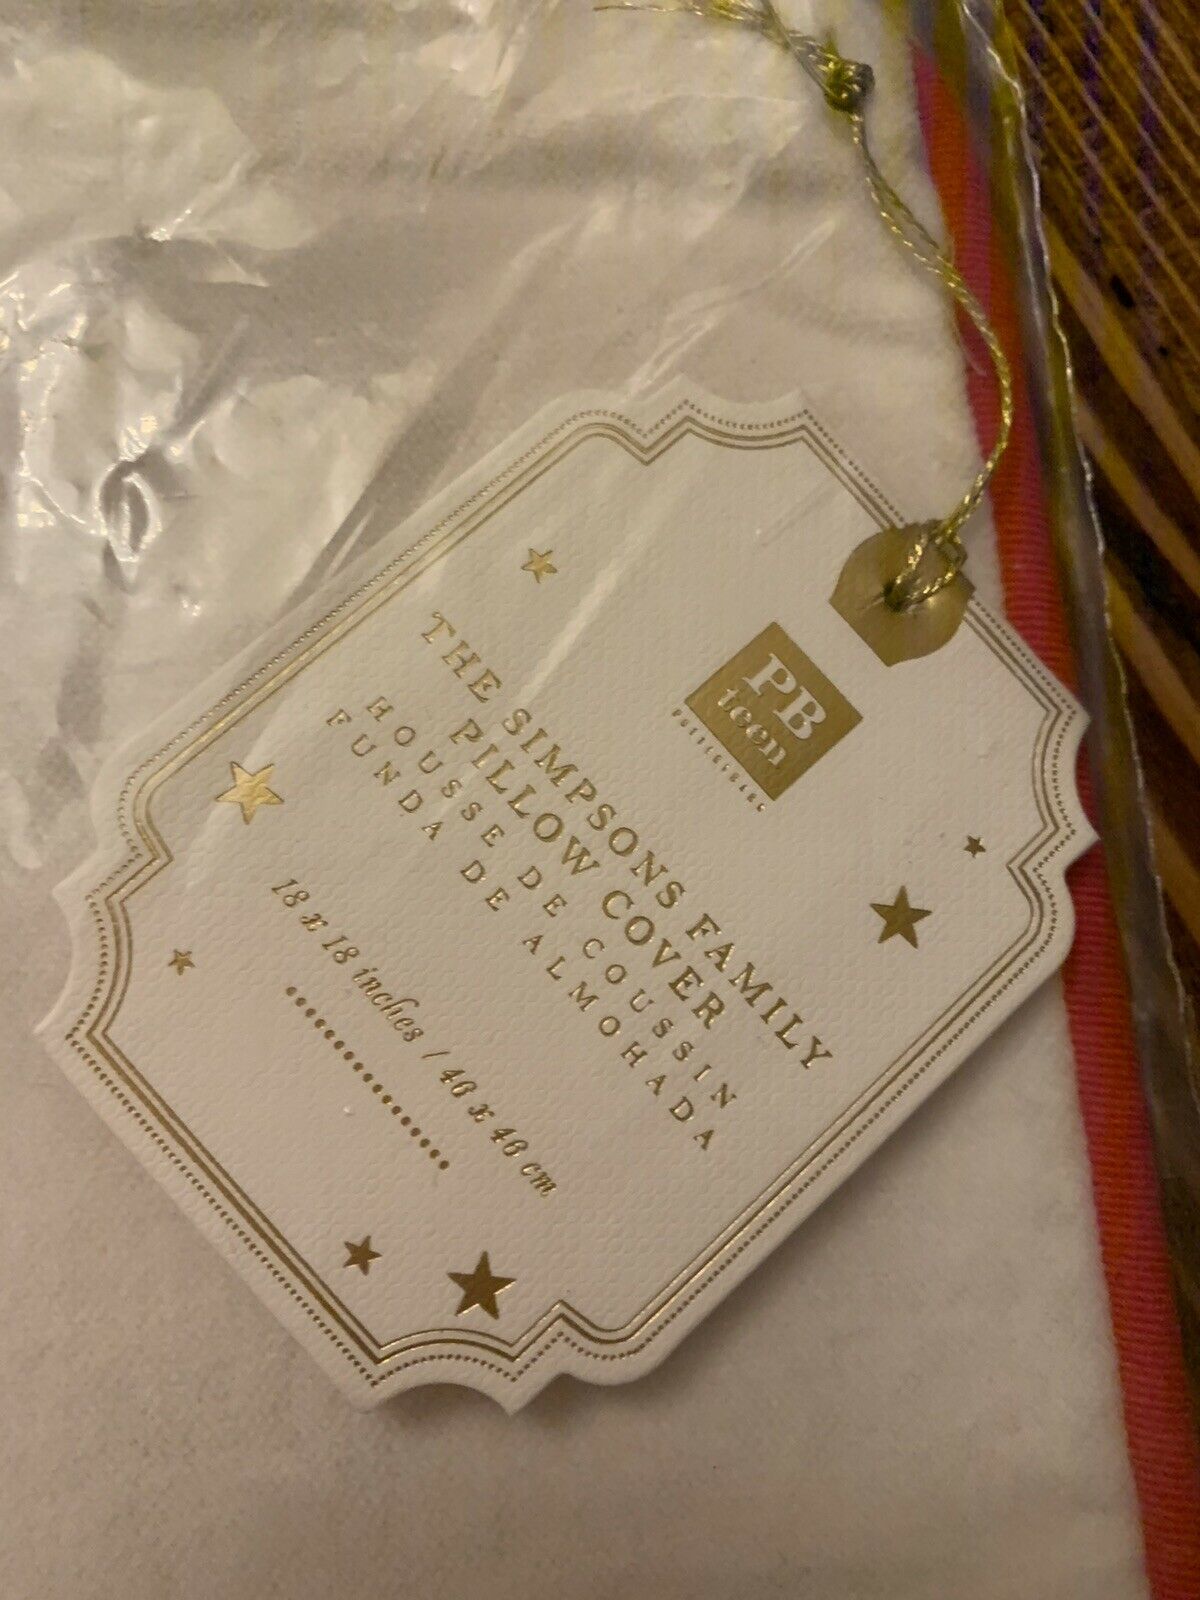 PB
teen
POTTERYBARN
THE SIMPSONS FAMILY
PILLOW COVER
HOUSSE DE COUSSIN
FUNDA DE ALMOHADA
18 x 18 inches / 46 x 46 cm